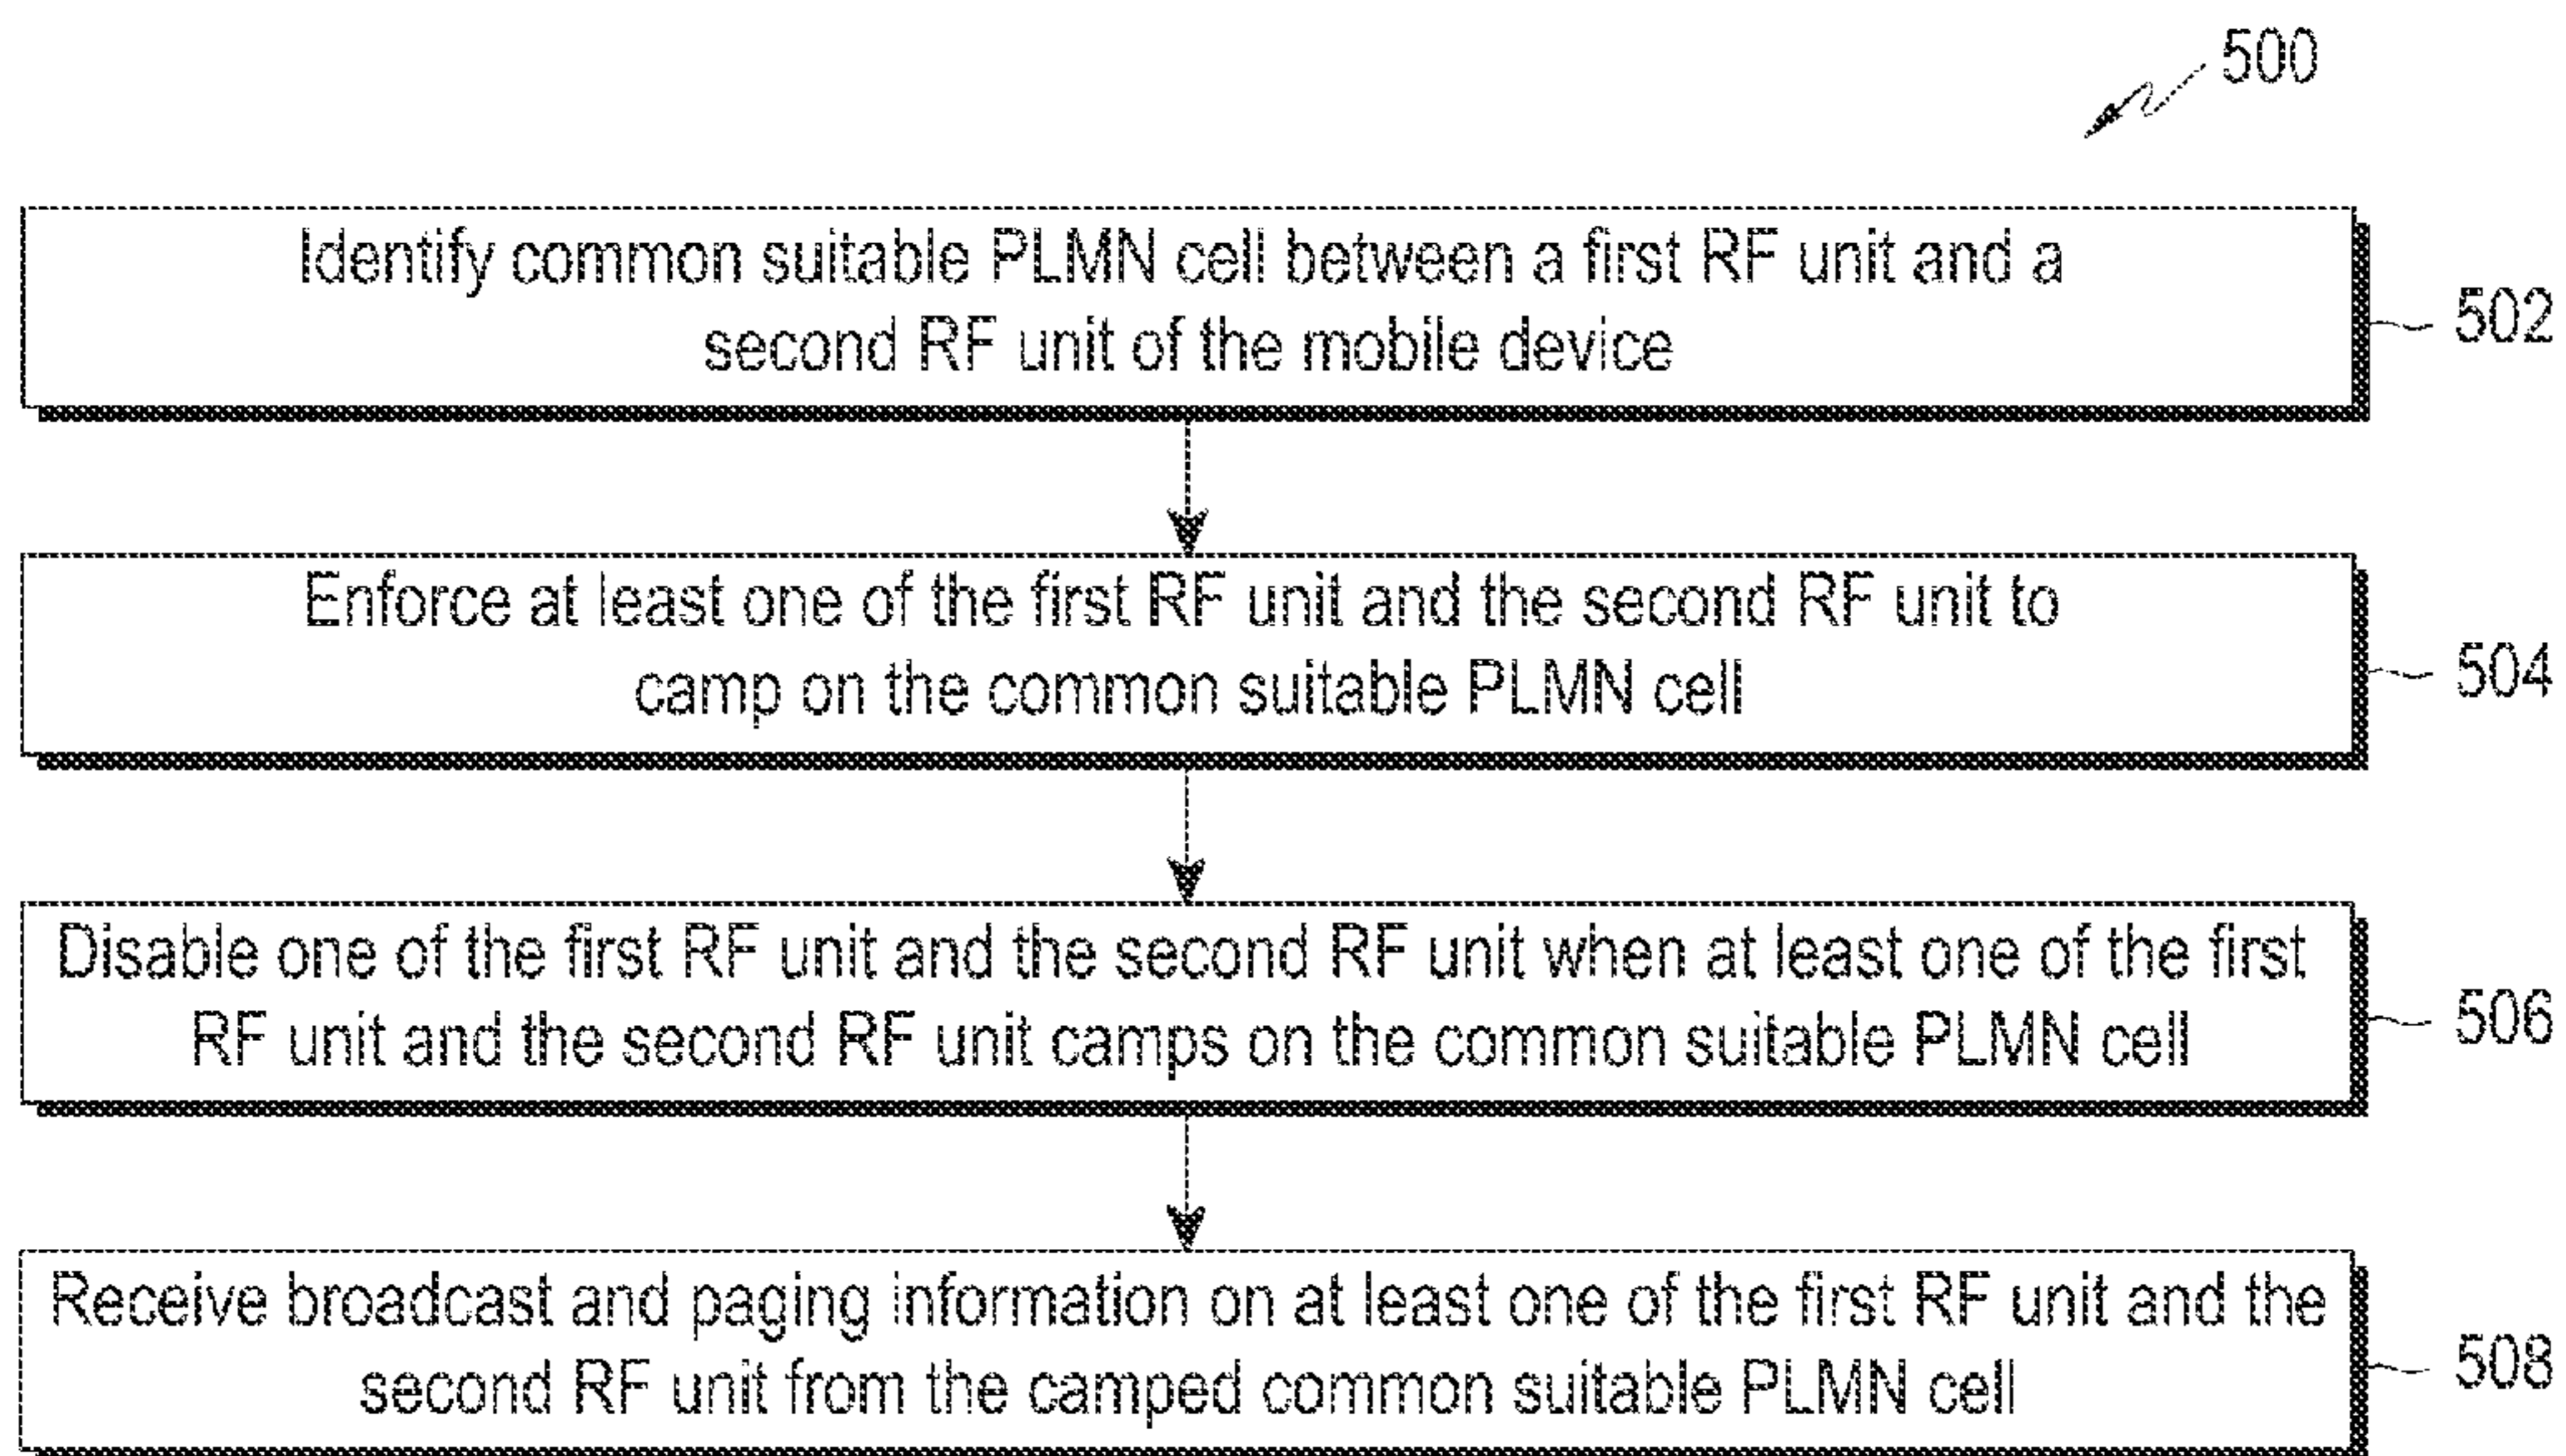 500
Identify common suitable PLMN cell between a first RF unit and a
second RF unit of the mobile device
502
Enforce at least one of the first RF unit and the second RF unit to
camp on the common suitable PLMN cell
504
Disable one of the first RF unit and the second RF unit when at least one of the first
RF unit and the second RF unit camps on the common suitable PLMN cell
506
Receive broadcast and paging information on at least one of the first RF unit and the
second RF unit from the camped common suitable PLMN cell
508